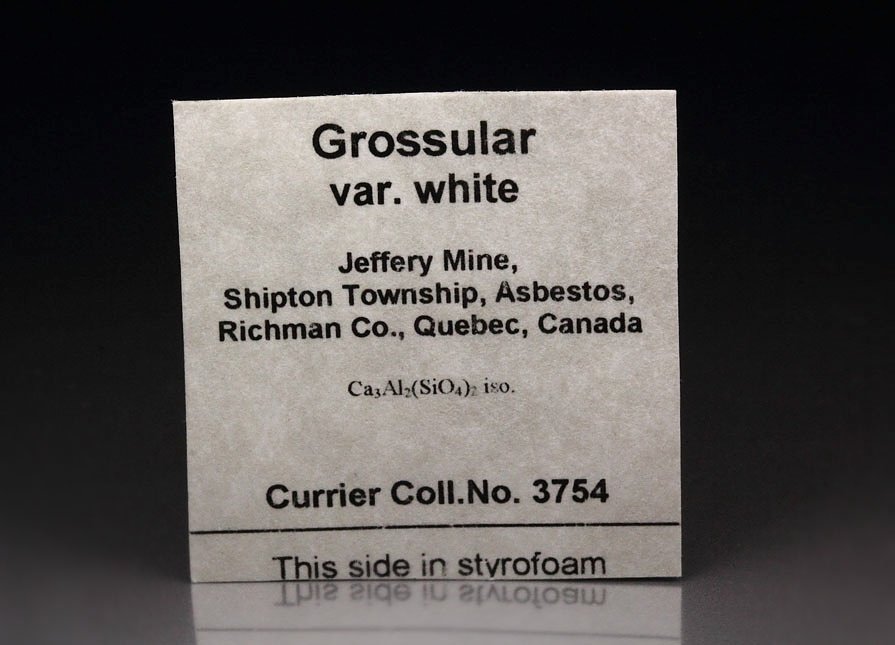 Grossular
var. white
Jeffery Mine,
Shipton Township, Asbestos,
Richman Co., Quebec, Canada
Ca₃Al₂(SiO₄)₂ iso.
Currier Coll.No. 3754
This side in styrofoam